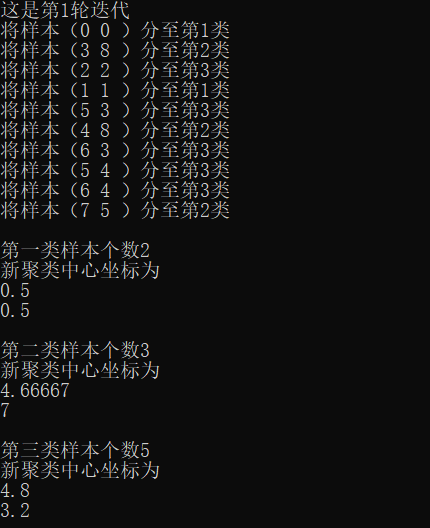 这是第1轮迭代
将样本（0 0 ）分至第1类
将样本（3 8 ）分至第2类
将样本（2 2 ）分至第3类
将样本（1 1 ）分至第1类
将样本（5 3 ）分至第3类
将样本（4 8 ）分至第2类
将样本（6 3 ）分至第3类
将样本（5 4 ）分至第3类
将样本（6 4 ）分至第3类
将样本（7 5 ）分至第2类
第一类样本个数2
新聚类中心坐标为
0.5
0.5
第二类样本个数3
新聚类中心坐标为
4.66667
7
第三类样本个数5
新聚类中心坐标为
4.8
3.2